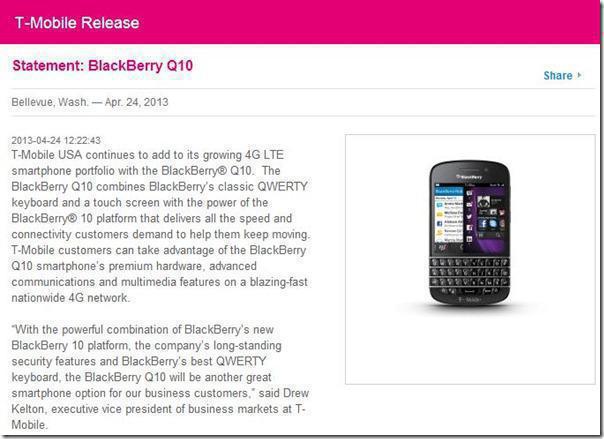 T-Mobile Release
Statement: BlackBerry Q10
Share
Bellevue, Wash. — Apr. 24, 2013
2013-04-24 12:22:43
T-Mobile USA continues to add to its growing 4G LTE
smartphone portfolio with the BlackBerry® Q10.  The
BlackBerry Q10 combines BlackBerry's classic QWERTY
keyboard and a touch screen with the power of the
BlackBerry® 10 platform that delivers all the speed and
connectivity customers demand to help them keep moving.
T-Mobile customers can take advantage of the BlackBerry
Q10 smartphone's premium hardware, advanced
communications and multimedia features on a blazing-fast
nationwide 4G network.
“With the powerful combination of BlackBerry's new
BlackBerry 10 platform, the company's long-standing
security features and BlackBerry's best QWERTY
keyboard, the BlackBerry Q10 will be another great
smartphone option for our business customers,” said Drew
Kelton, executive vice president of business markets at T-
Mobile.
BlackBerry
T-Mobile